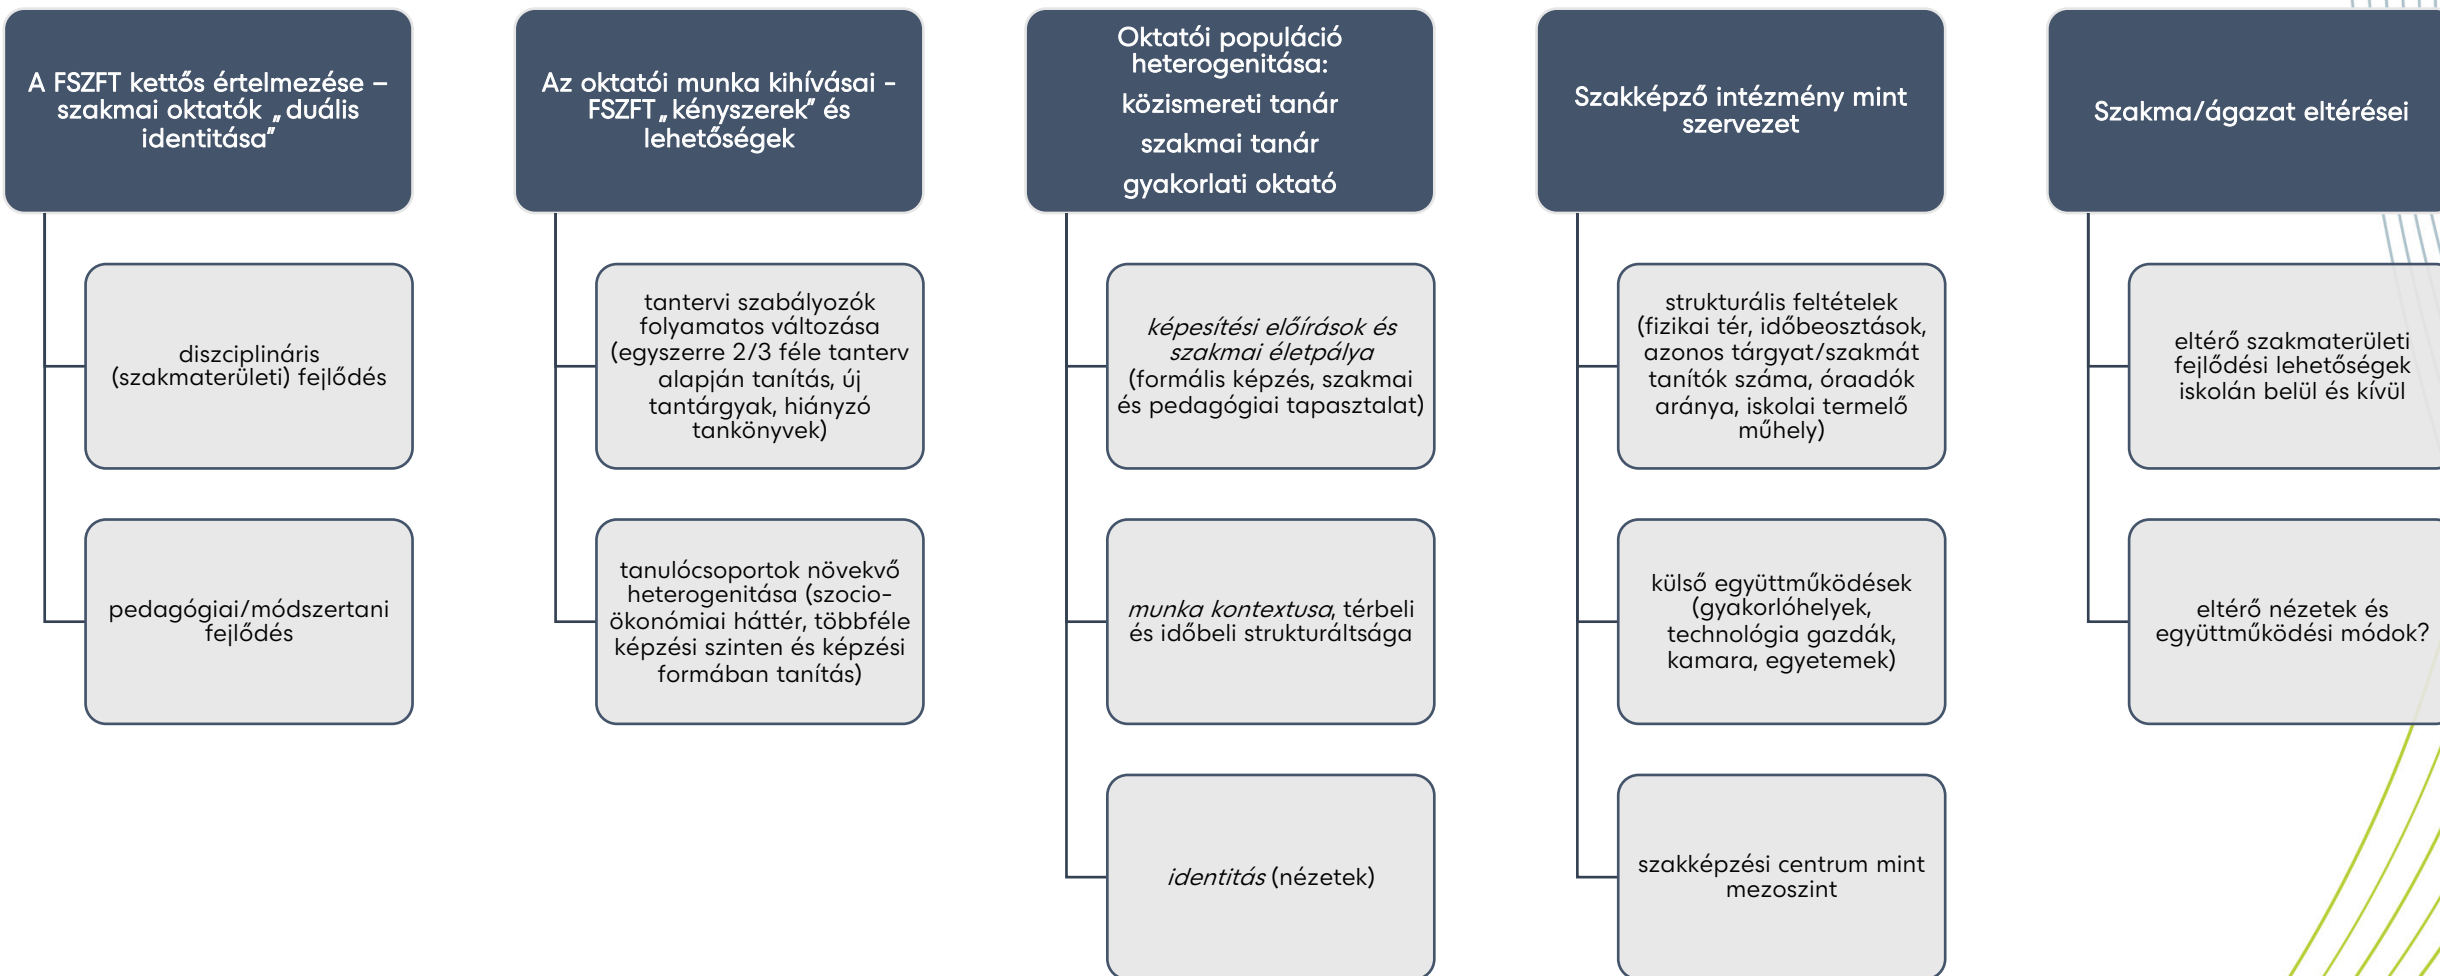 A FSZFT kettős értelmezése –
szakmai oktatók „ duális
identitása”
diszciplináris
(szakmaterületi) fejlődés
pedagógiai/módszertani
fejlődés
Az oktatói munka kihívásai -
FSZFT „kényszerek” és
lehetőségek
tantervi szabályozók
folyamatos változása
(egyszerre 2/3 féle tanterv
alapján tanítás, új
tantárgyak, hiányzó
tankönyvek)
tanulócsoportok növekvő
heterogenitása (szocio-
ökonómiai háttér, többféle
képzési szinten és képzési
formában tanítás)
Oktatói populáció
heterogenitása:
közismereti tanár
szakmai tanár
gyakorlati oktató
képesítési előírások és
szakmai életpálya
(formális képzés, szakmai
és pedagógiai tapasztalat)
munka kontextusa, térbeli
és időbeli strukturáltsága
identitás (nézetek)
Szakképző intézmény mint
szervezet
strukturális feltételek
(fizikai tér, időbeosztások,
azonos tárgyat/szakmát
tanítók száma, óraadók
aránya, iskolai termelő
műhely)
külső együttműködések
(gyakorlóhelyek,
technológia gazdák,
kamara, egyetemek)
szakképzési centrum mint
mezoszint
Szakma/ágazat eltérései
eltérő szakmaterületi
fejlődési lehetőségek
iskolán belül és kívül
eltérő nézetek és
együttműködési módok?